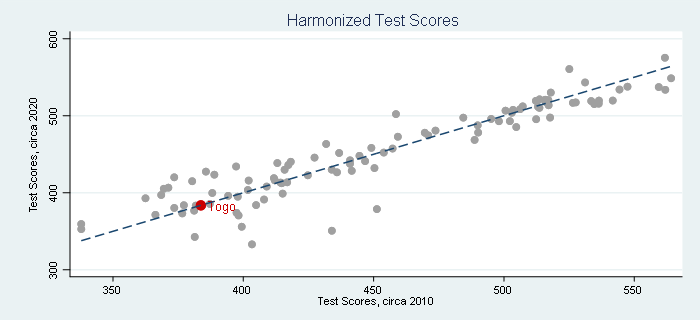 Harmonized Test Scores
600
500
400
300
Test Scores, circa 2020
Togo
350
400
450
500
550
Test Scores, circa 2010